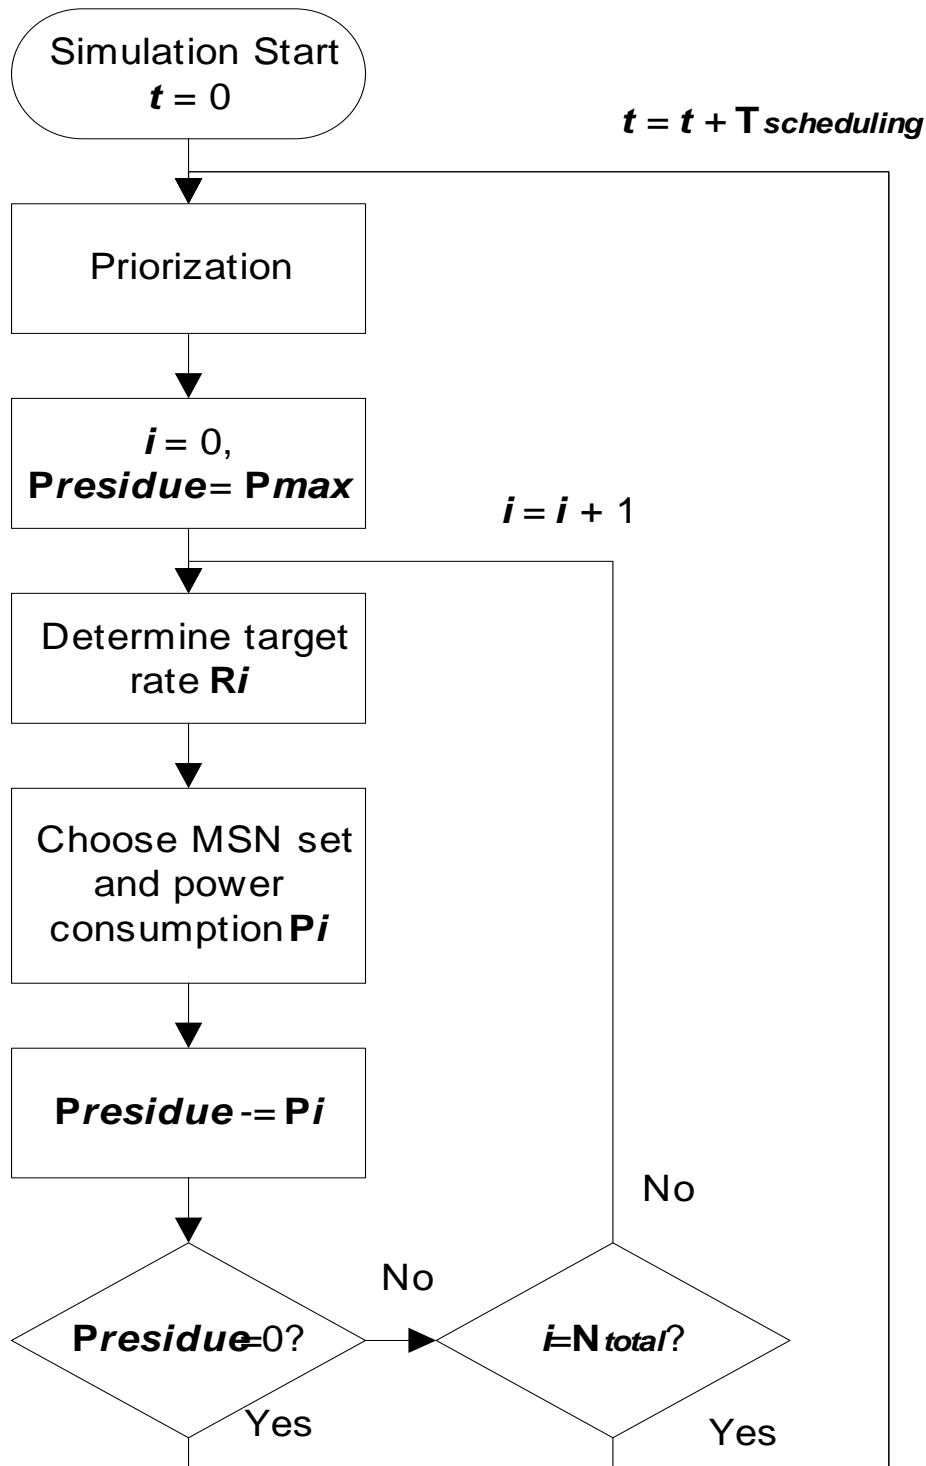 Simulation Start
t = 0
t = t + T scheduling
Priorization
i = 0,
Presidue = Pmax
i = i + 1
Determine target
rate Ri
Choose MSN set
and power
consumption Pi
Presidue -= Pi
No
No
Presidue=0?
i=Ntotal?
Yes
Yes